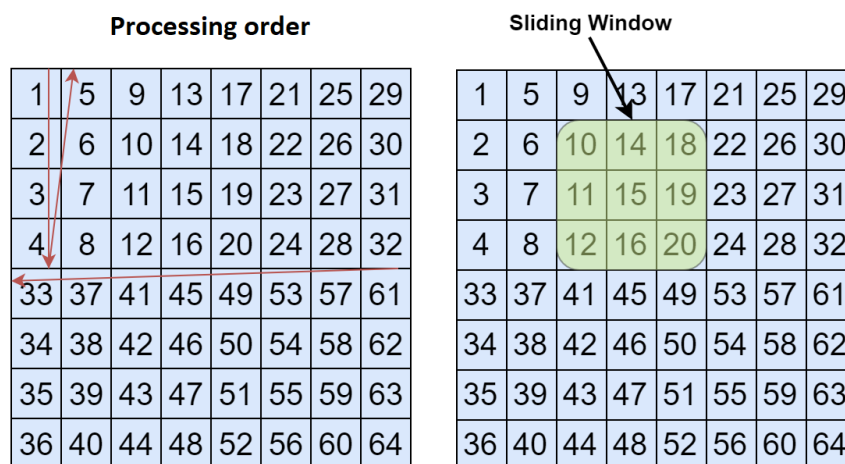 Processing order
1 5 9 13 17 21 25 29
2 6 10 14 18 22 26 30
3 7 11 15 19 23 27 31
4 8 12 16 20 24 28 32
33 37 41 45 49 53 57 61
34 38 42 46 50 54 58 62
35 39 43 47 51 55 59 63
36 40 44 48 52 56 60 64
Sliding Window
1 5 9 13 17 21 25 29
2 6 10 14 18 22 26 30
3 7 11 15 19 23 27 31
4 8 12 16 20 24 28 32
33 37 41 45 49 53 57 61
34 38 42 46 50 54 58 62
35 39 43 47 51 55 59 63
36 40 44 48 52 56 60 64